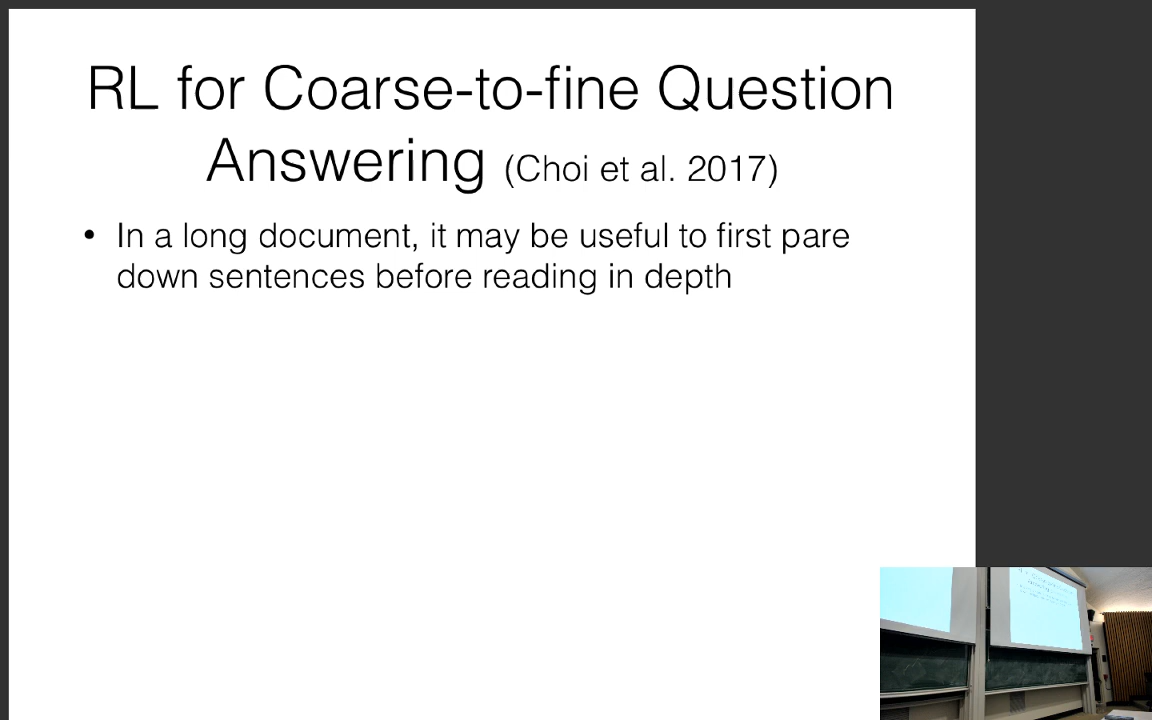 RL for Coarse-to-fine Question
Answering (Choi et al. 2017)
• In a long document, it may be useful to first pare
down sentences before reading in depth